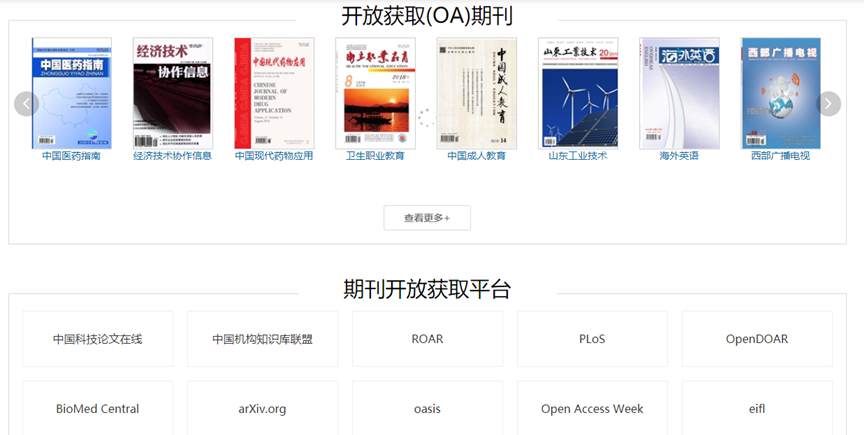 开放获取(OA)期刊
中国医药指南
ZHONGGUO YIYAO ZHINAN
经济技术
协作信息
中国现代药物应用
CHINESE
JOURNAL OF
MODERN
DRUG
APPLICATION
卫生职业教育
8
2018
中国成人教育
14
山东工业技术
20
海外英语
西部广播电视
中国医药指南
经济技术协作信息
中国现代药物应用
卫生职业教育
中国成人教育
山东工业技术
海外英语
西部广播电视
查看更多+
期刊开放获取平台
中国科技论文在线
中国机构知识库联盟
ROAR
PLoS
OpenDOAR
BioMed Central
arXiv.org
oasis
Open Access Week
eifl